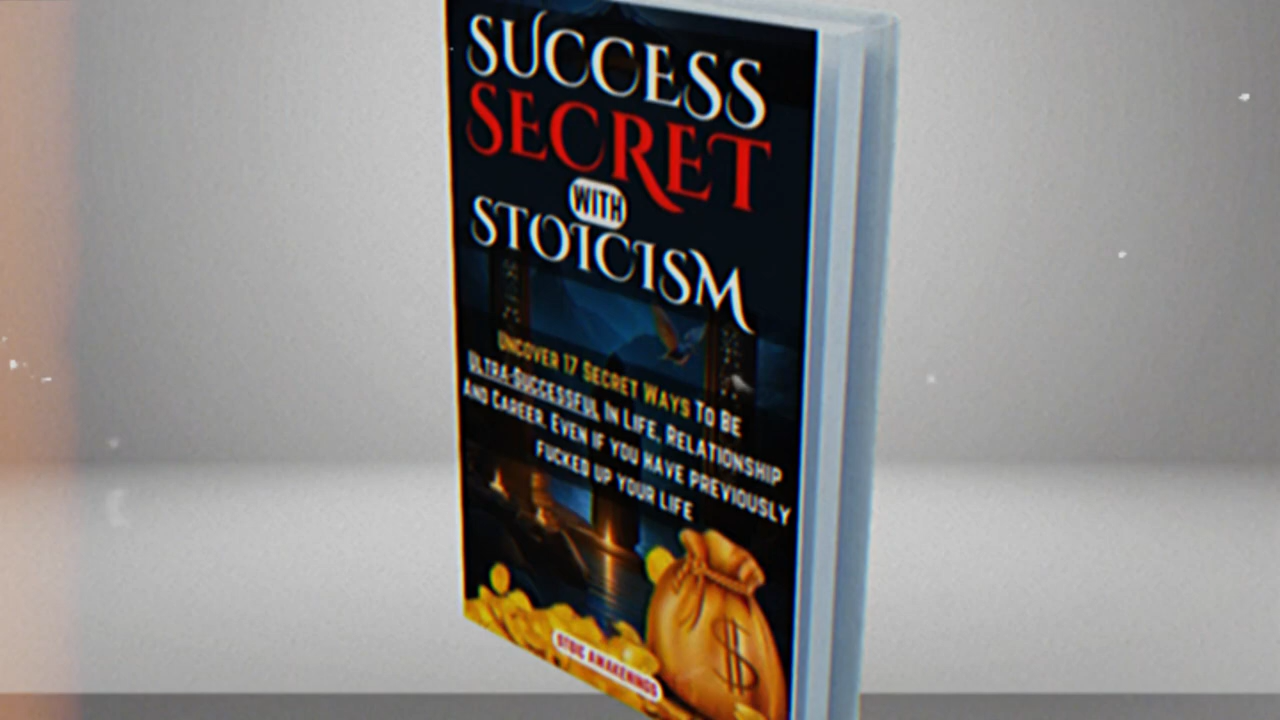 SUCCESS
SECRET
WITH
STOICISM
UNCOVER 17 SECRET WAYS TO BE
ULTRA-SUCCESSFUL IN LIFE, RELATIONSHIP
AND CAREER, EVEN IF YOU HAVE PREVIOUSLY
FUCKED UP YOUR LIFE
STOIC AWAKENINGS